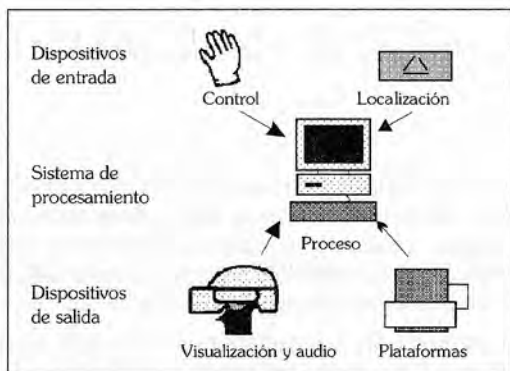 Dispositivos
de entrada
Control
Localización
Sistema de
procesamiento
Proceso
Dispositivos
de salida
Visualización y audio
Plataformas